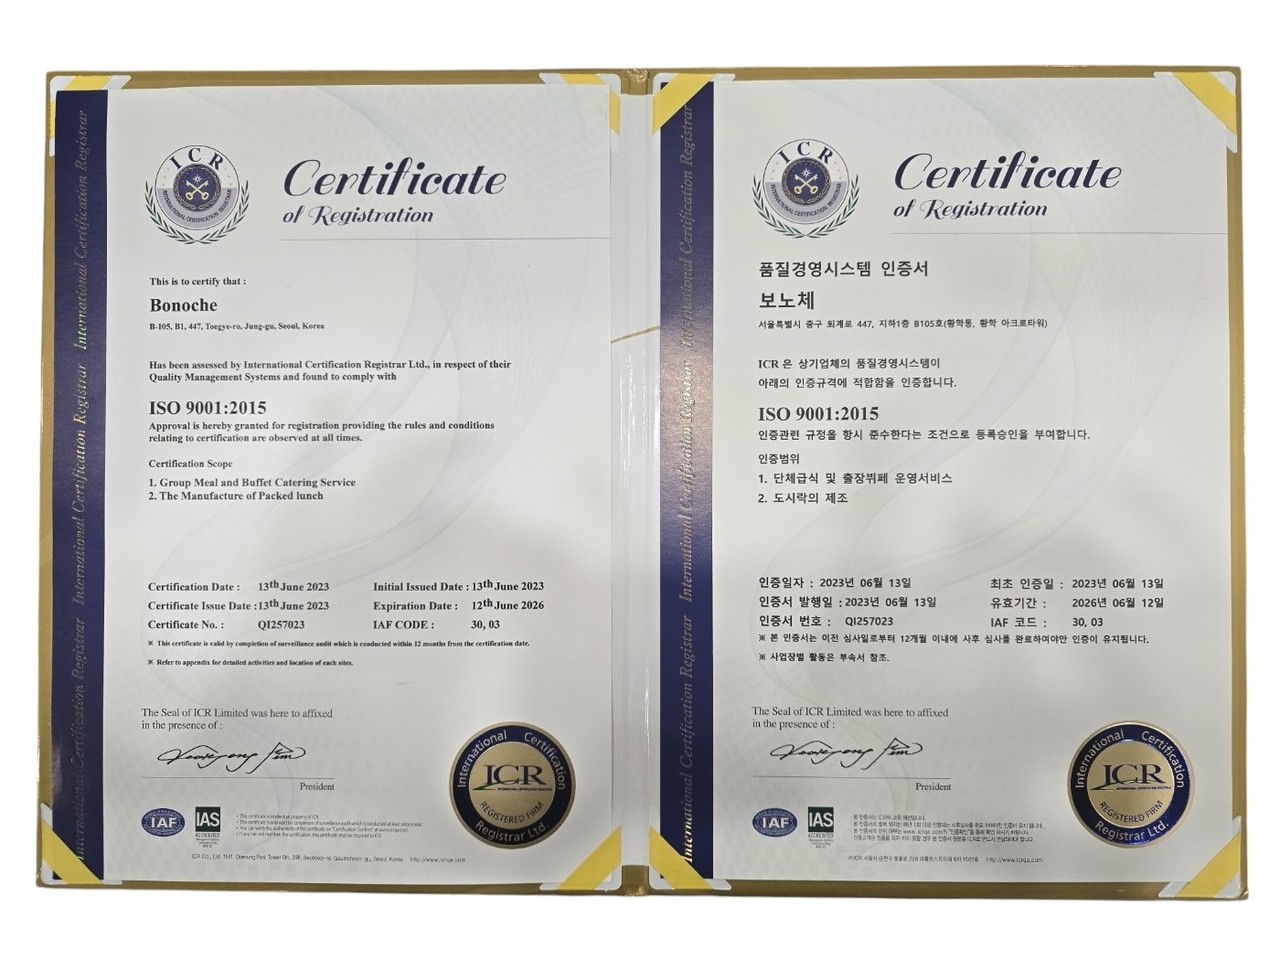 International Certification Registrar International Certification Registrar International Certification Registrar
ICR
INTERNATIONAL CERTIFICATION REGISTRAR
Certificate
of Registration
This is to certify that :
Bonoche
B-105, B1, 447, Toegye-ro, Jung-gu, Seoul, Korea
Has been assessed by International Certification Registrar Ltd., in respect of their
Quality Management Systems and found to comply with
ISO 9001:2015
Approval is hereby granted for registration providing the rules and conditions
relating to certification are observed at all times.
Certification Scope
1. Group Meal and Buffet Catering Service
2. The Manufacture of Packed lunch
Certification Date : 13th June 2023 Initial Issued Date : 13th June 2023
Certificate Issue Date : 13th June 2023 Expiration Date : 12th June 2026
Certificate No. : QI257023 IAF CODE : 30, 03
※ This certificate is valid by completion of surveillance audit which is conducted within 12 months from the certification date.
※ Refer to appendix for detailed activities and location of each sites.
The Seal of ICR Limited was here to affixed
in the presence of :
President
IAF
IAS
ACCREDITED
International Certification
ICR
REGISTERED FIRM
Registrar Ltd.
http://www.icrqa.com
International Certification Registrar International Certification Registrar International Certification Registrar
ICR
INTERNATIONAL CERTIFICATION REGISTRAR
Certificate
of Registration
품질경영시스템 인증서
보노체
서울특별시 중구 퇴계로 447, 지하1층 B105호(황학동, 황학 아크로타워)
ICR 은 상기업체의 품질경영시스템이
아래의 인증규격에 적합함을 인증합니다.
ISO 9001:2015
인증관련 규정을 항시 준수한다는 조건으로 등록승인을 부여합니다.
인증범위
1. 단체급식 및 출장뷔페 운영서비스
2. 도시락의 제조
인증일자 : 2023년 06월 13일 최초 인증일 : 2023년 06월 13일
인증서 발행일 : 2023년 06월 13일 유효기간 : 2026년 06월 12일
인증서 번호 : QI257023 IAF 코드 : 30, 03
※ 본 인증서는 이전 심사일로부터 12개월 이내에 사후 심사를 완료하여야만 인증이 유지됩니다.
※ 사업장별 활동은 부속서 참조.
The Seal of ICR Limited was here to affixed
in the presence of :
President
IAF
IAS
ACCREDITED
International Certification
ICR
REGISTERED FIRM
Registrar Ltd.
http://www.icrqa.com